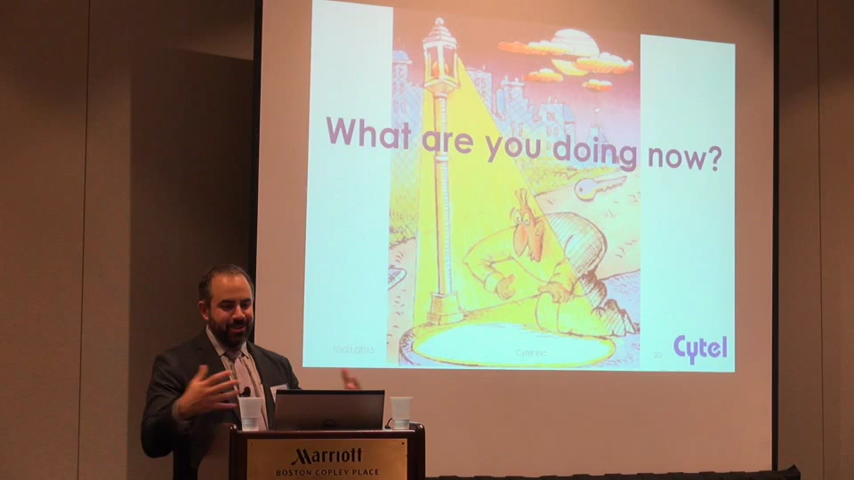 What are you doing now?
Cytel
Marriott
BOSTON COPLEY PLACE